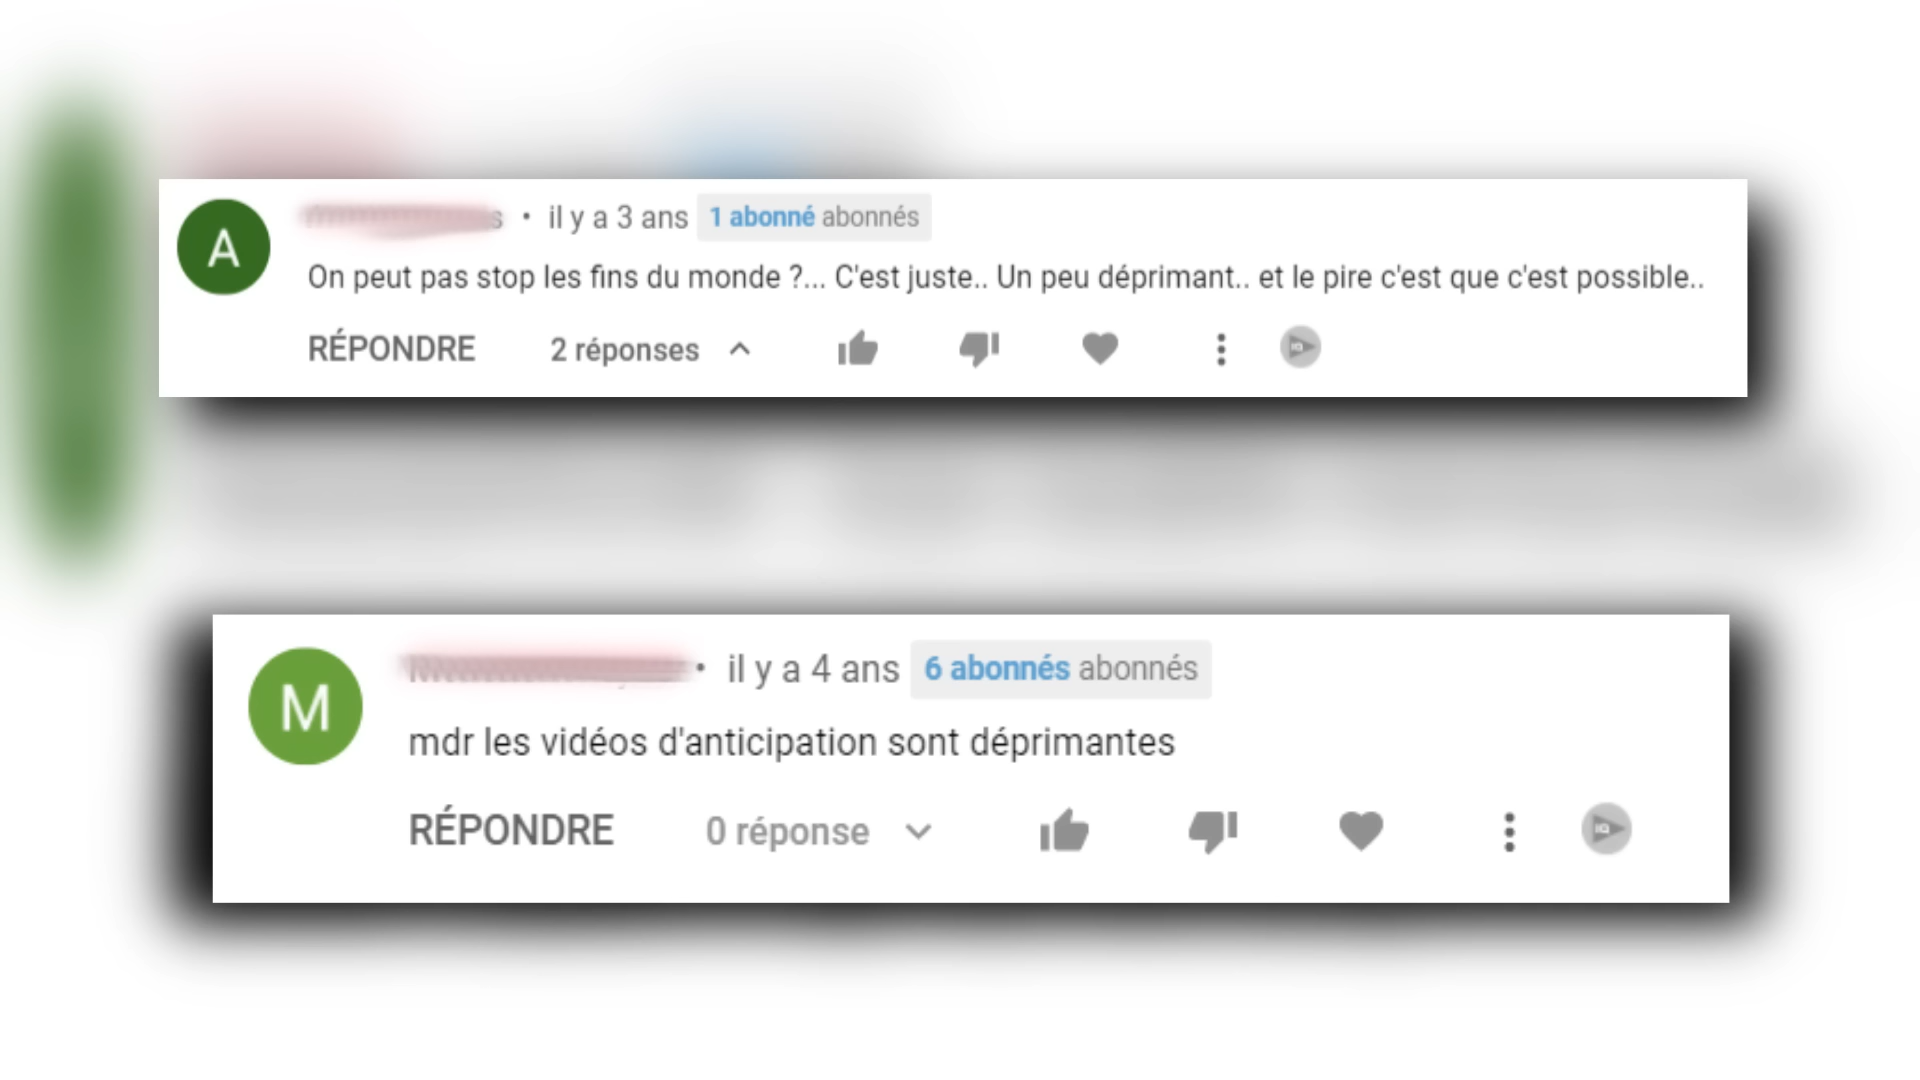 A
• il y a 3 ans 1 abonné abonnés
On peut pas stop les fins du monde ?... C'est juste.. Un peu déprimant.. et le pire c'est que c'est possible..
RÉPONDRE 2 réponses
M
• il y a 4 ans 6 abonnés abonnés
mdr les vidéos d'anticipation sont déprimantes
RÉPONDRE 0 réponse